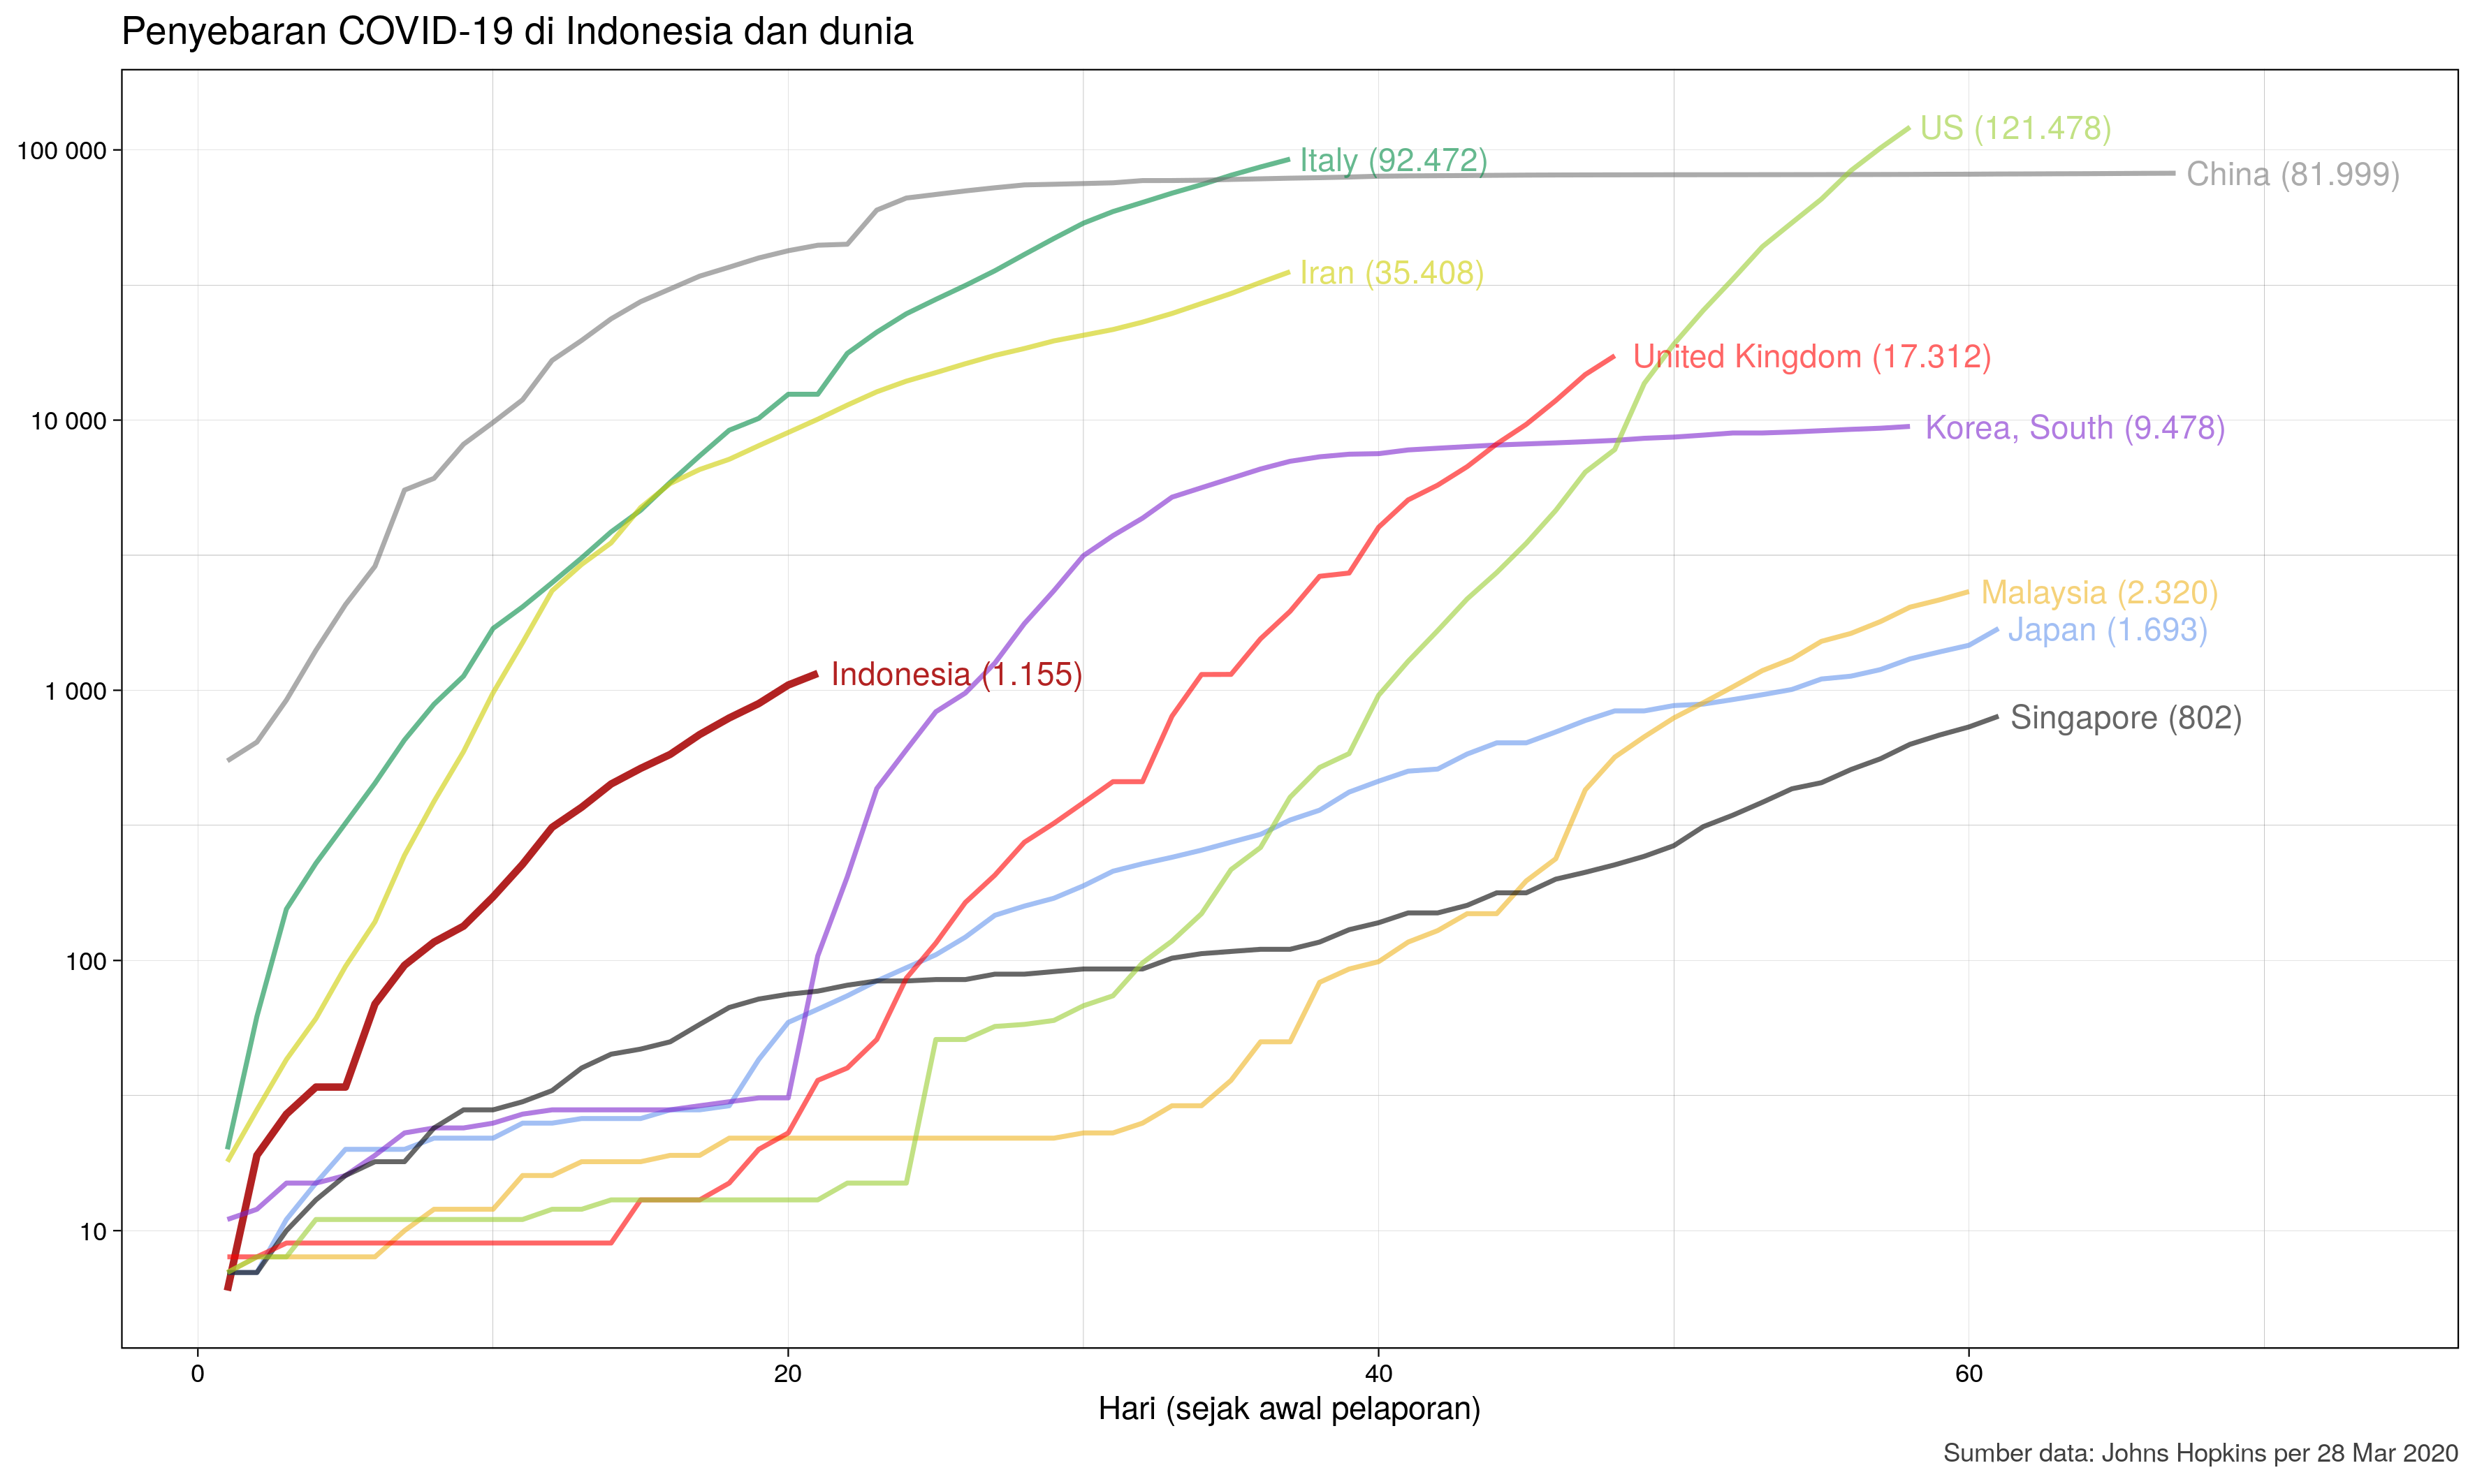 Penyebaran COVID-19 di Indonesia dan dunia
100 000
10 000
1 000
100
10
US (121.478)
Italy (92.472)
China (81.999)
Iran (35.408)
United Kingdom (17.312)
Korea, South (9.478)
Malaysia (2.320)
Japan (1.693)
Indonesia (1.155)
Singapore (802)
0 20 40 60
Hari (sejak awal pelaporan)
Sumber data: Johns Hopkins per 28 Mar 2020